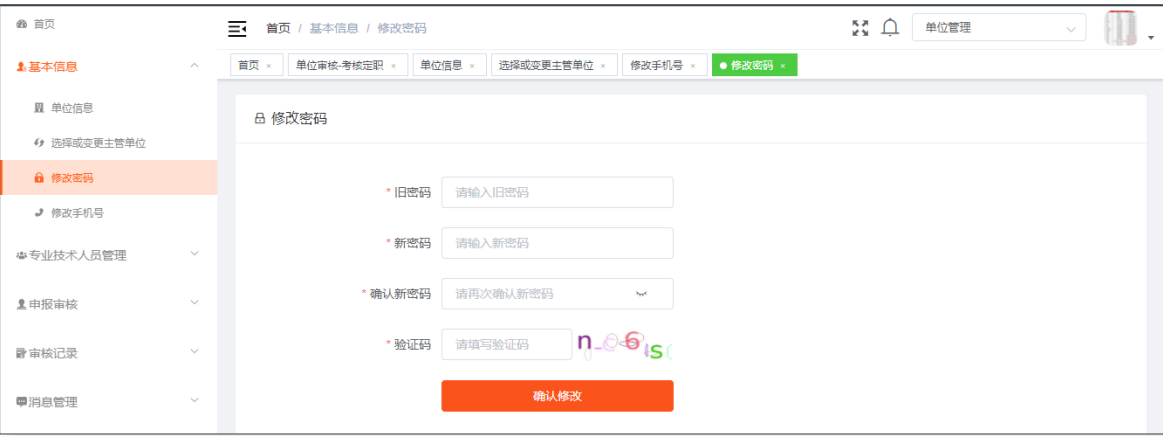 首页
首页 / 基本信息 / 修改密码
单位管理
基本信息
首页 × 单位审核-考核定职 × 单位信息 × 选择或变更主管单位 × 修改手机号 × 修改密码 ×
单位信息
选择或变更主管单位
修改密码
修改手机号
专业技术人员管理
申报审核
审核记录
消息管理
修改密码
* 旧密码 请输入旧密码
* 新密码 请输入新密码
* 确认新密码 请再次确认新密码
* 验证码 请填写验证码
确认修改